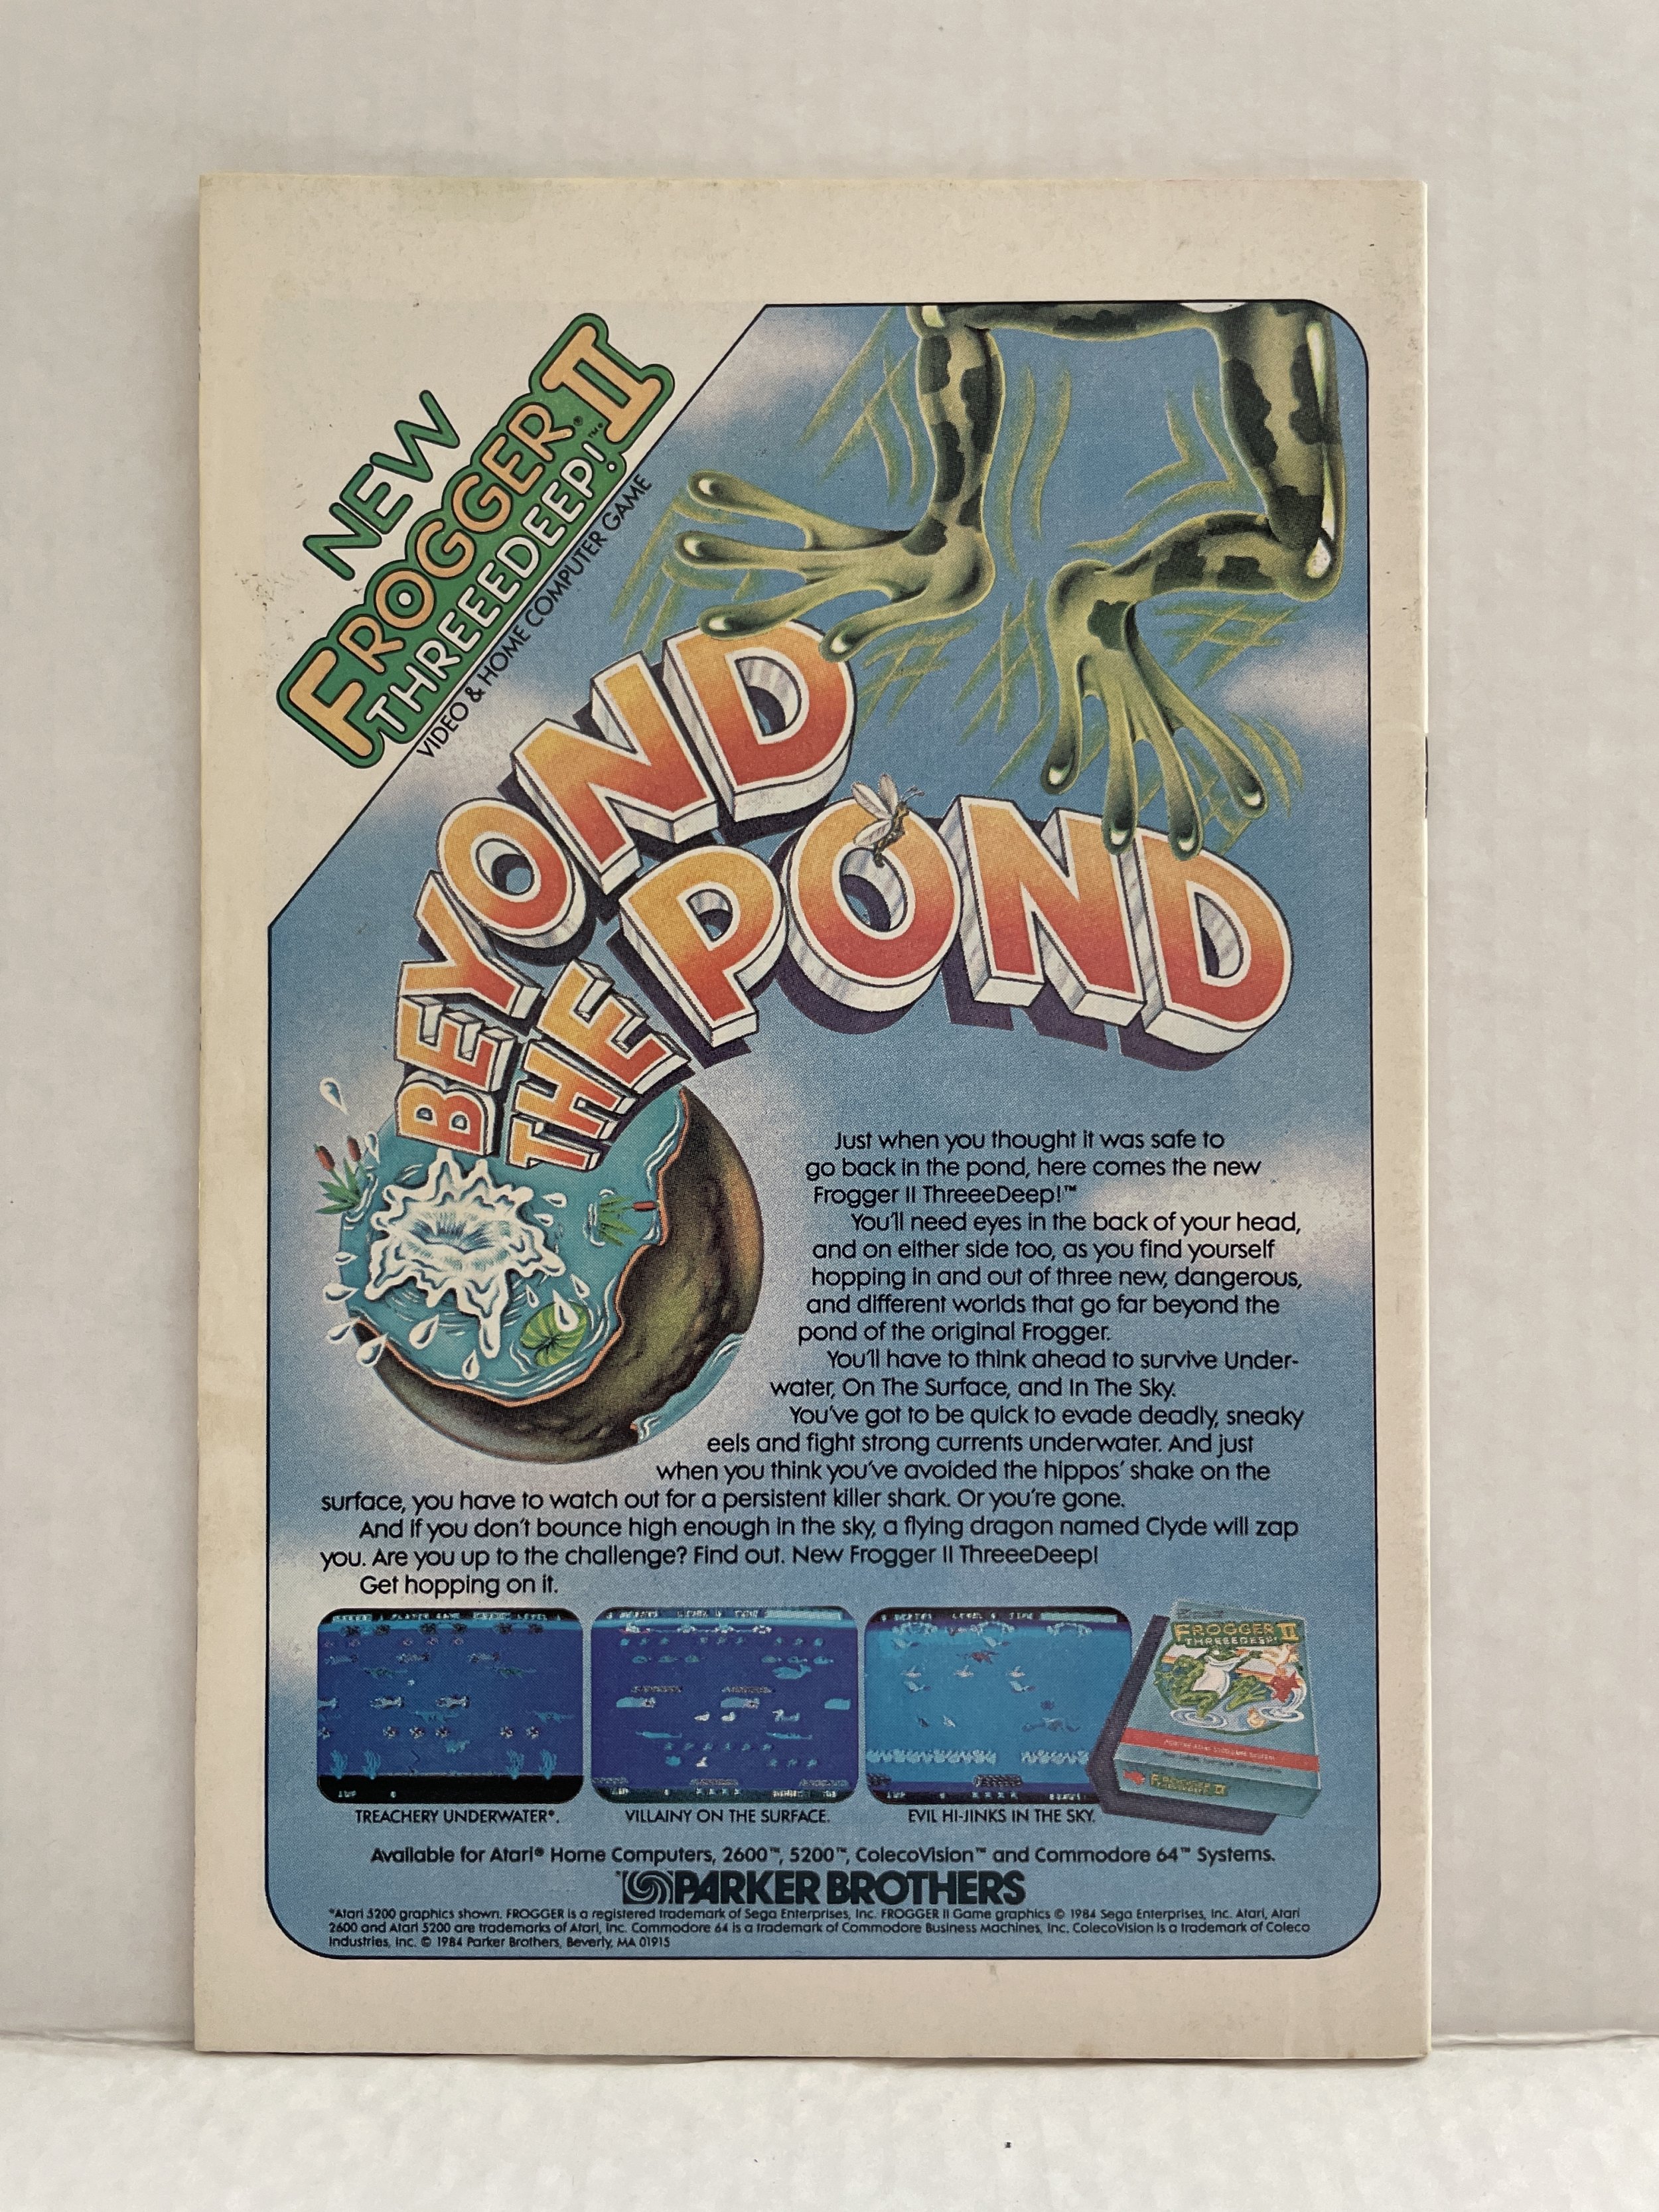 NEW
FROGGER® II
THREEEDEEP!™
VIDEO & HOME COMPUTER GAME
BEYOND
THE POND
Just when you thought it was safe to
go back in the pond, here comes the new
Frogger II ThreeeDeep!™
You'll need eyes in the back of your head,
and on either side too, as you find yourself
hopping in and out of three new, dangerous,
and different worlds that go far beyond the
pond of the original Frogger.
You'll have to think ahead to survive Under-
water, On The Surface, and In The Sky.
You've got to be quick to evade deadly, sneaky
eels and fight strong currents underwater. And just
when you think you've avoided the hippos' shake on the
surface, you have to watch out for a persistent killer shark. Or you're gone.
And if you don't bounce high enough in the sky, a flying dragon named Clyde will zap
you. Are you up to the challenge? Find out. New Frogger II ThreeeDeep!
Get hopping on it.
FROGGER II
THREEEDEEP!
FROGGER II
TREACHERY UNDERWATER*.
VILLAINY ON THE SURFACE.
EVIL HI-JINKS IN THE SKY.
Available for Atari® Home Computers, 2600™, 5200™, ColecoVision™ and Commodore 64™ Systems.
PARKER BROTHERS
*Atari 5200 graphics shown. FROGGER is a registered trademark of Sega Enterprises, Inc. FROGGER II Game graphics © 1984 Sega Enterprises, Inc. Atari, Atari
2600 and Atari 5200 are trademarks of Atari, Inc. Commodore 64 is a trademark of Commodore Business Machines, Inc. ColecoVision is a trademark of Coleco
Industries, Inc. © 1984 Parker Brothers, Beverly, MA 01915